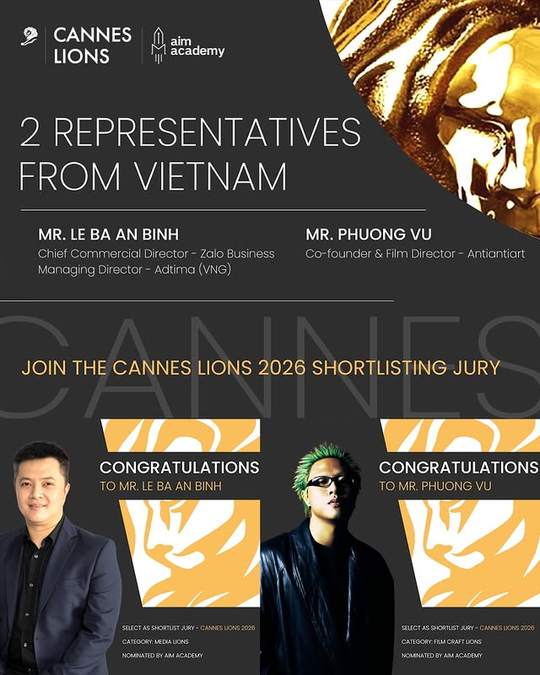 CANNES
LIONS
aim
academy
2 REPRESENTATIVES
FROM VIETNAM
MR. LE BA AN BINH
Chief Commercial Director - Zalo Business
Managing Director - Adtima (VNG)
MR. PHUONG VU
Co-founder & Film Director - Antiantiart
CANNES
JOIN THE CANNES LIONS 2026 SHORTLISTING JURY
CONGRATULATIONS
TO MR. LE BA AN BINH
SELECT AS SHORTLIST JURY - CANNES LIONS 2026
CATEGORY: MEDIA LIONS
NOMINATED BY AIM ACADEMY
CONGRATULATIONS
TO MR. PHUONG VU
SELECT AS SHORTLIST JURY - CANNES LIONS 2026
CATEGORY: FILM CRAFT LIONS
NOMINATED BY AIM ACADEMY